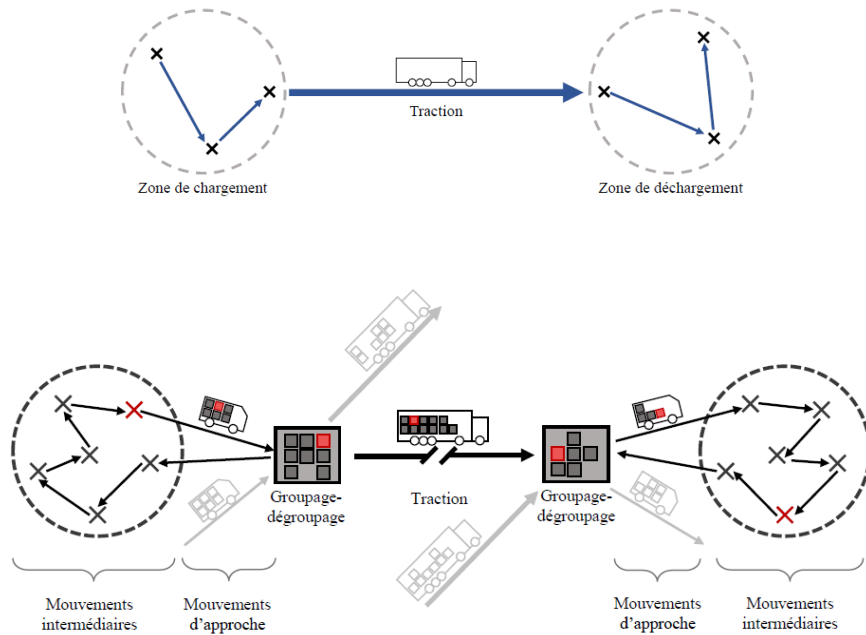 Traction
Zone de chargement
Zone de déchargement
Groupage-
dégroupage
Traction
Groupage-
dégroupage
Mouvements
intermédiaires
Mouvements
d’approche
Mouvements
d’approche
Mouvements
intermédiaires